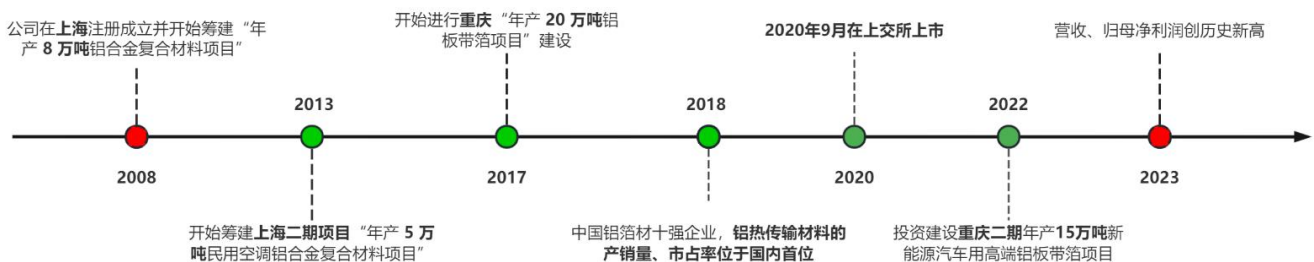 公司在上海注册成立并开始筹建“年
产 8 万吨铝合金复合材料项目”
2008
2013
开始筹建上海二期项目“年产 5 万
吨民用空调铝合金复合材料项目”
开始进行重庆“年产 20 万吨铝
板带箔项目”建设
2017
2018
中国铝箔材十强企业，铝热传输材料的
产销量、市占率位于国内首位
2020年9月在上交所上市
2020
2022
投资建设重庆二期年产15万吨新
能源汽车用高端铝板带箔项目
营收、归母净利润创历史新高
2023